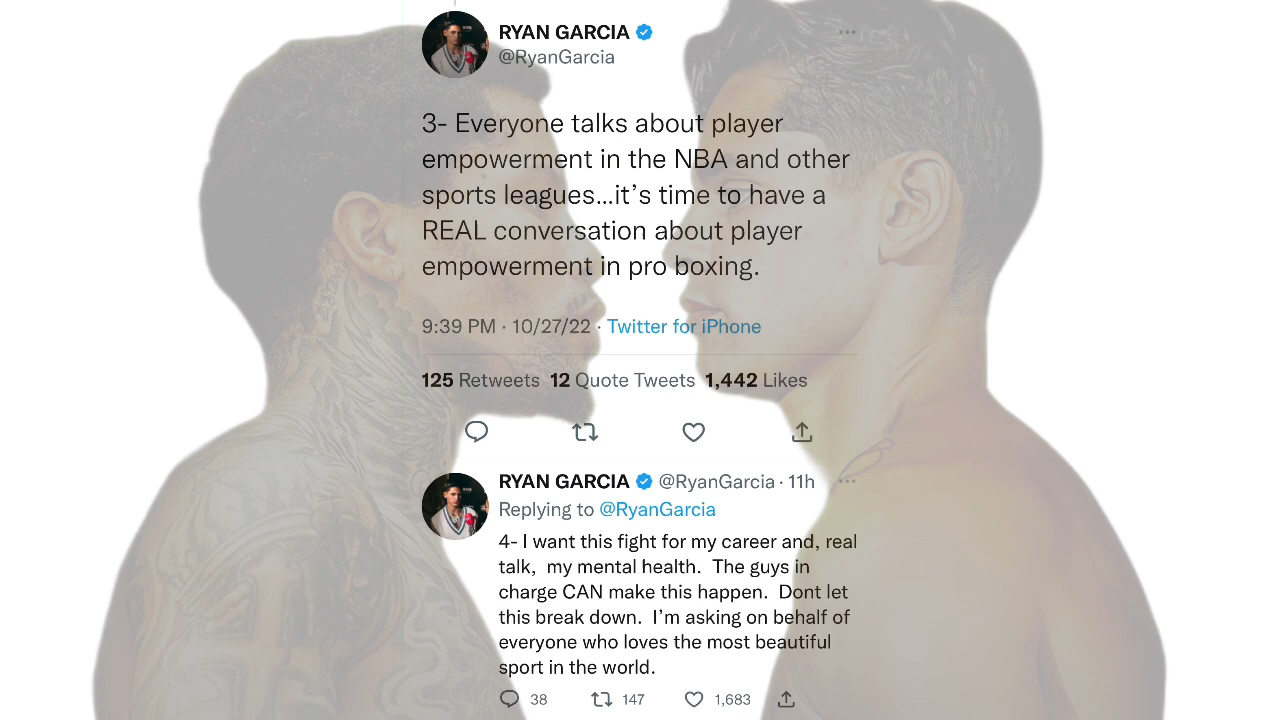 RYAN GARCIA
@RyanGarcia
3- Everyone talks about player
empowerment in the NBA and other
sports leagues...it’s time to have a
REAL conversation about player
empowerment in pro boxing.
9:39 PM · 10/27/22 · Twitter for iPhone
125 Retweets 12 Quote Tweets 1,442 Likes
RYAN GARCIA @RyanGarcia · 11h
Replying to @RyanGarcia
4- I want this fight for my career and, real
talk, my mental health. The guys in
charge CAN make this happen. Dont let
this break down. I’m asking on behalf of
everyone who loves the most beautiful
sport in the world.
38 147 1,683